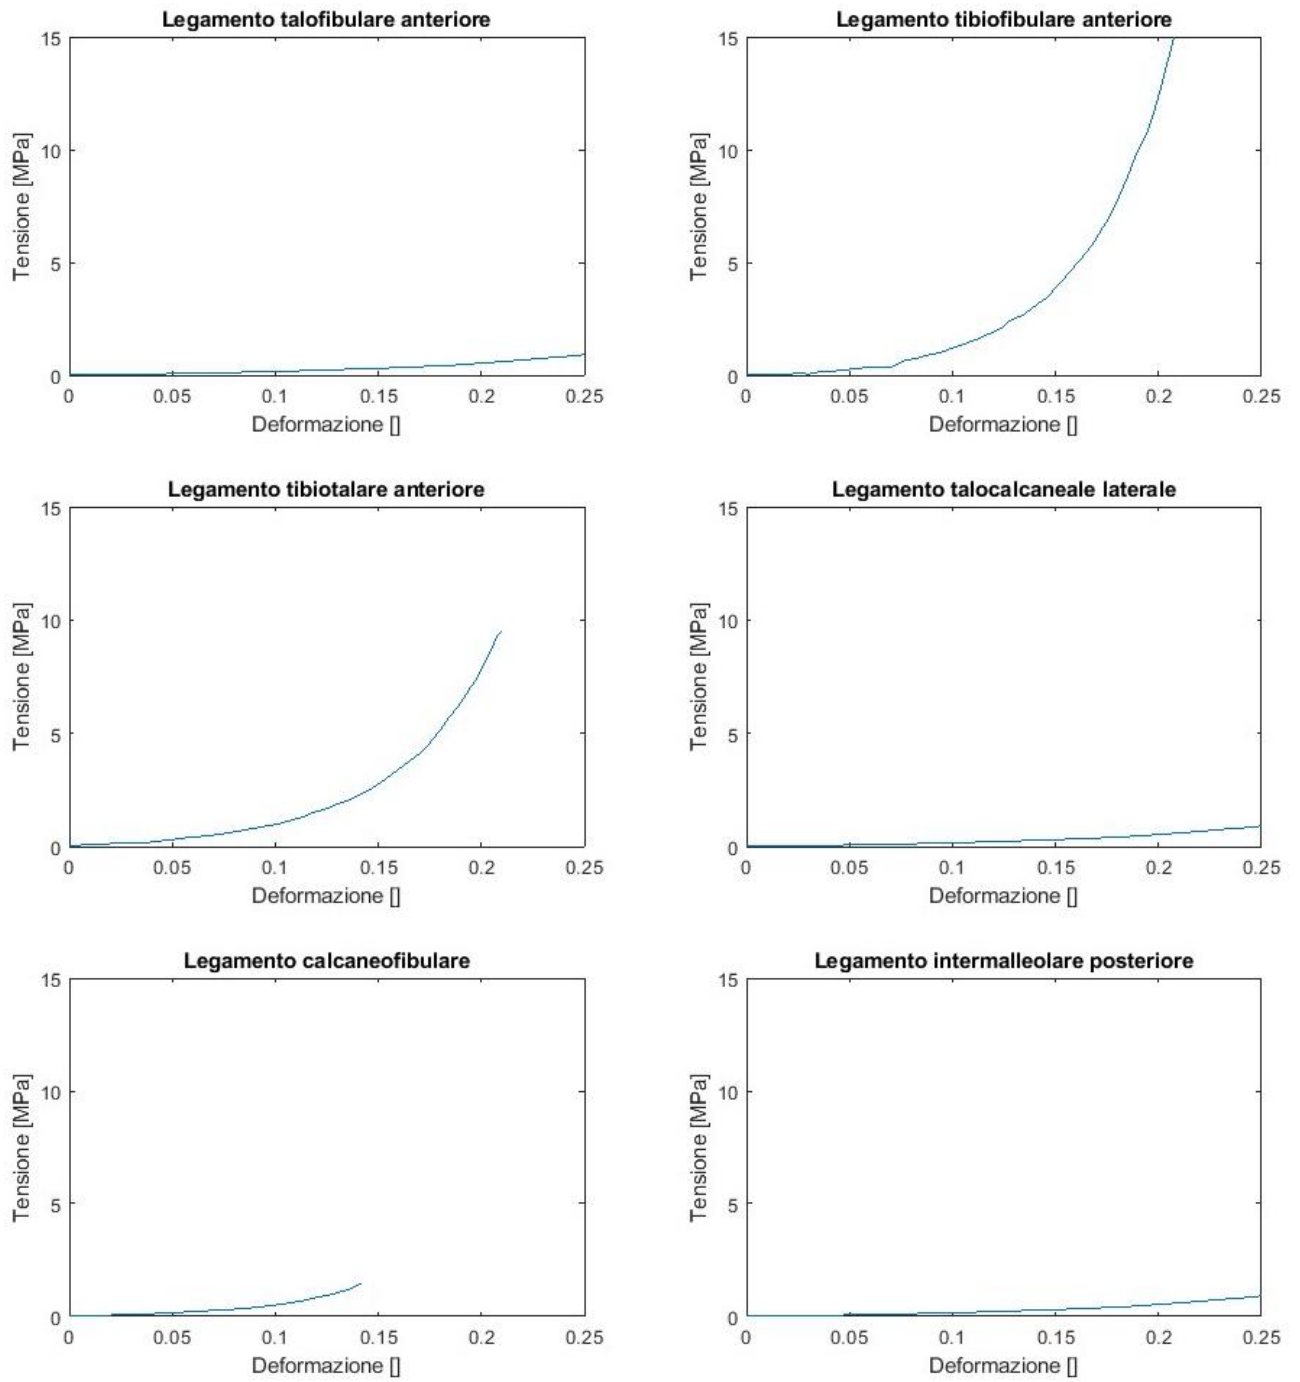 Legamento talofibulare anteriore
15
10
5
0
Tensione [MPa]
0 0.05 0.1 0.15 0.2 0.25
Deformazione []
Legamento tibiofibulare anteriore
15
10
5
0
Tensione [MPa]
0 0.05 0.1 0.15 0.2 0.25
Deformazione []
Legamento tibiotalare anteriore
15
10
5
0
Tensione [MPa]
0 0.05 0.1 0.15 0.2 0.25
Deformazione []
Legamento talocalcaneale laterale
15
10
5
0
Tensione [MPa]
0 0.05 0.1 0.15 0.2 0.25
Deformazione []
Legamento calcaneofibulare
15
10
5
0
Tensione [MPa]
0 0.05 0.1 0.15 0.2 0.25
Deformazione []
Legamento intermalleolare posteriore
15
10
5
0
Tensione [MPa]
0 0.05 0.1 0.15 0.2 0.25
Deformazione []